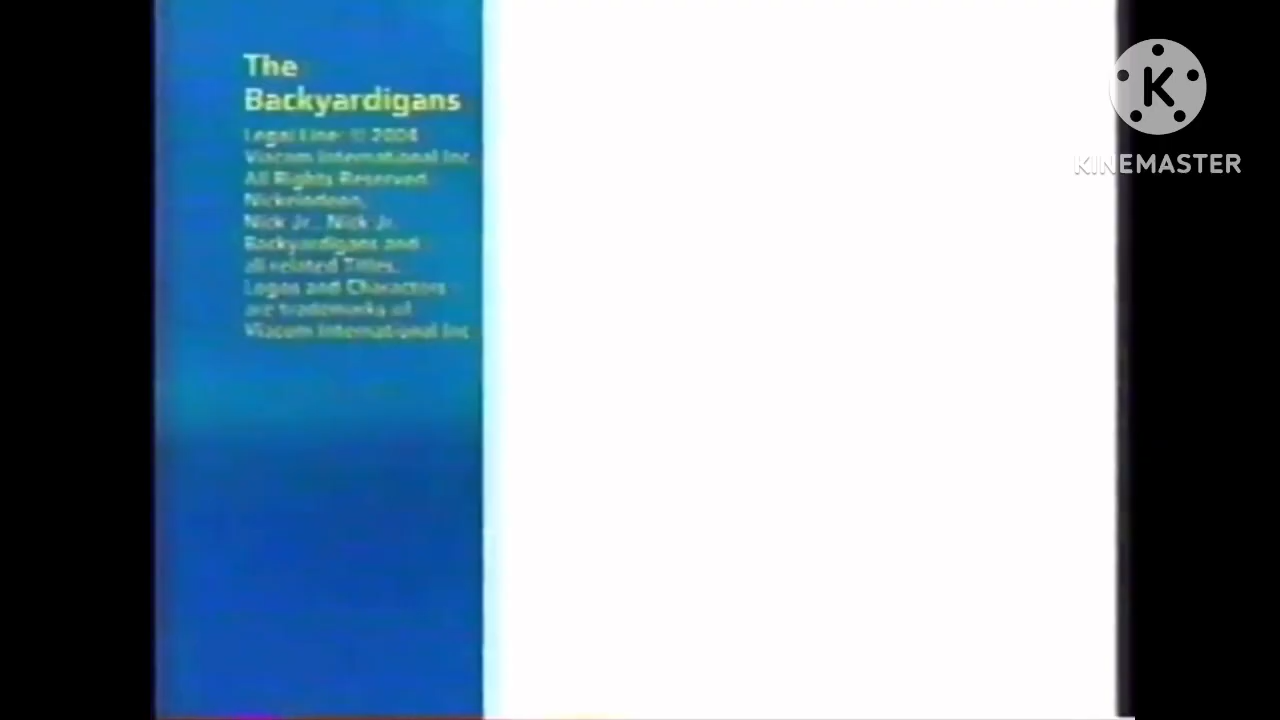 The
Backyardigans
Legal Line: © 2004
Viacom International Inc.
All Rights Reserved.
Nickelodeon,
Nick Jr., Nick Jr.
Backyardigans and
all related Titles,
Logos and Characters
are trademarks of
Viacom International Inc.
K
KINEMASTER